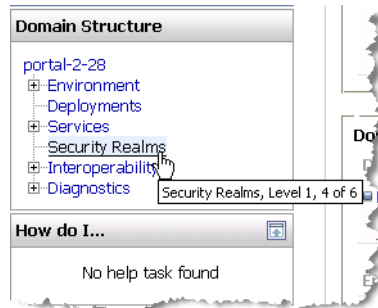 Domain Structure
portal-2-28
Environment
Deployments
Services
Security Realms
Interoperability
Diagnostics
Security Realms, Level 1, 4 of 6
How do I...
No help task found